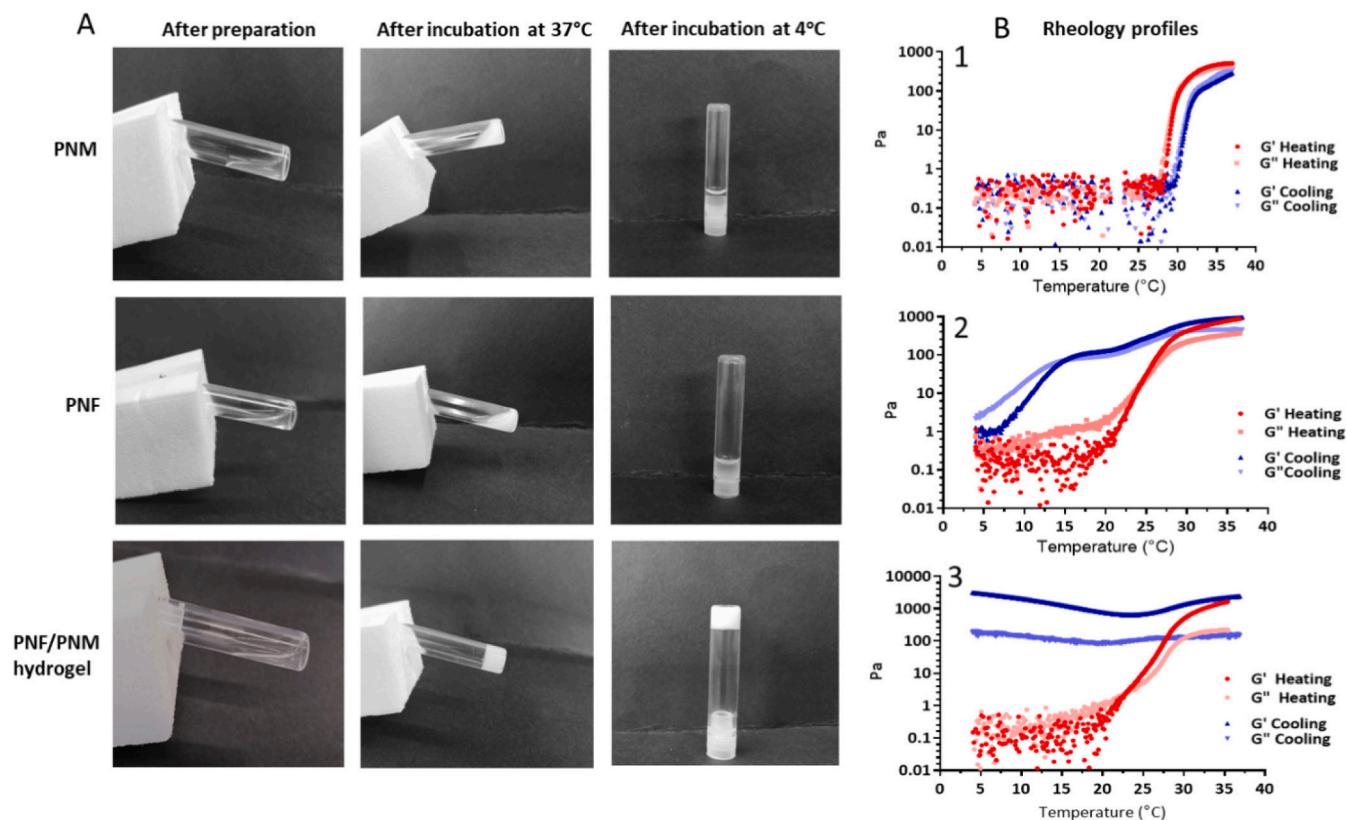 A
After preparation
After incubation at 37°C
After incubation at 4°C
B
Rheology profiles
PNM
PNF
PNF/PNM
hydrogel
1
1000
100
10
1
0.1
0.01
Pa
0 5 10 15 20 25 30 35 40
Temperature (°C)
G' Heating
G" Heating
G' Cooling
G" Cooling
2
1000
100
10
1
0.1
0.01
Pa
0 5 10 15 20 25 30 35 40
Temperature (°C)
G' Heating
G" Heating
G' Cooling
G"Cooling
3
10000
1000
100
10
1
0.1
0.01
Pa
0 5 10 15 20 25 30 35 40
Temperature (°C)
G' Heating
G" Heating
G' Cooling
G" Cooling